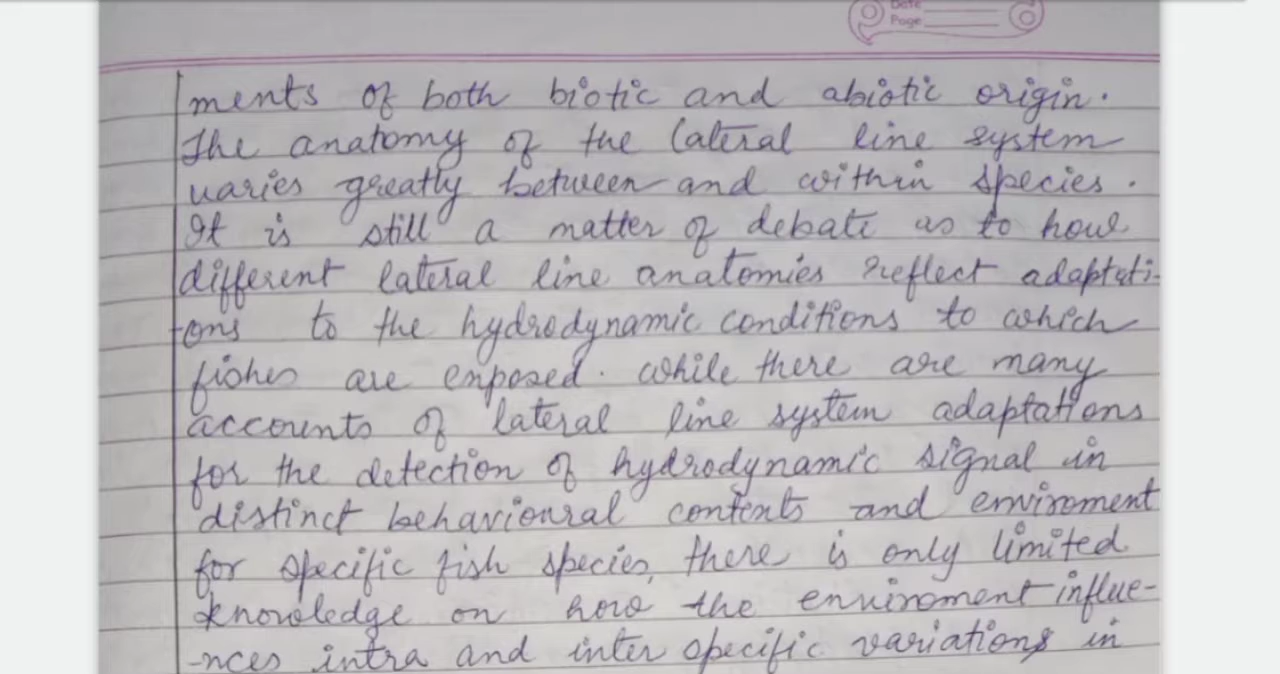 Date
Page
ments of both biotic and abiotic origin.
The anatomy of the lateral line system
varies greatly between and within species.
It is still a matter of debate as to how
different lateral line anatomies reflect adaptati-
-ons to the hydrodynamic conditions to which
fishes are exposed. while there are many
accounts of lateral line system adaptations
for the detection of hydrodynamic signal in
distinct behavioural contexts and enviroment
for specific fish species, there is only limited
knowledge on how the enviroment influe-
-nces intra and inter specific variations in